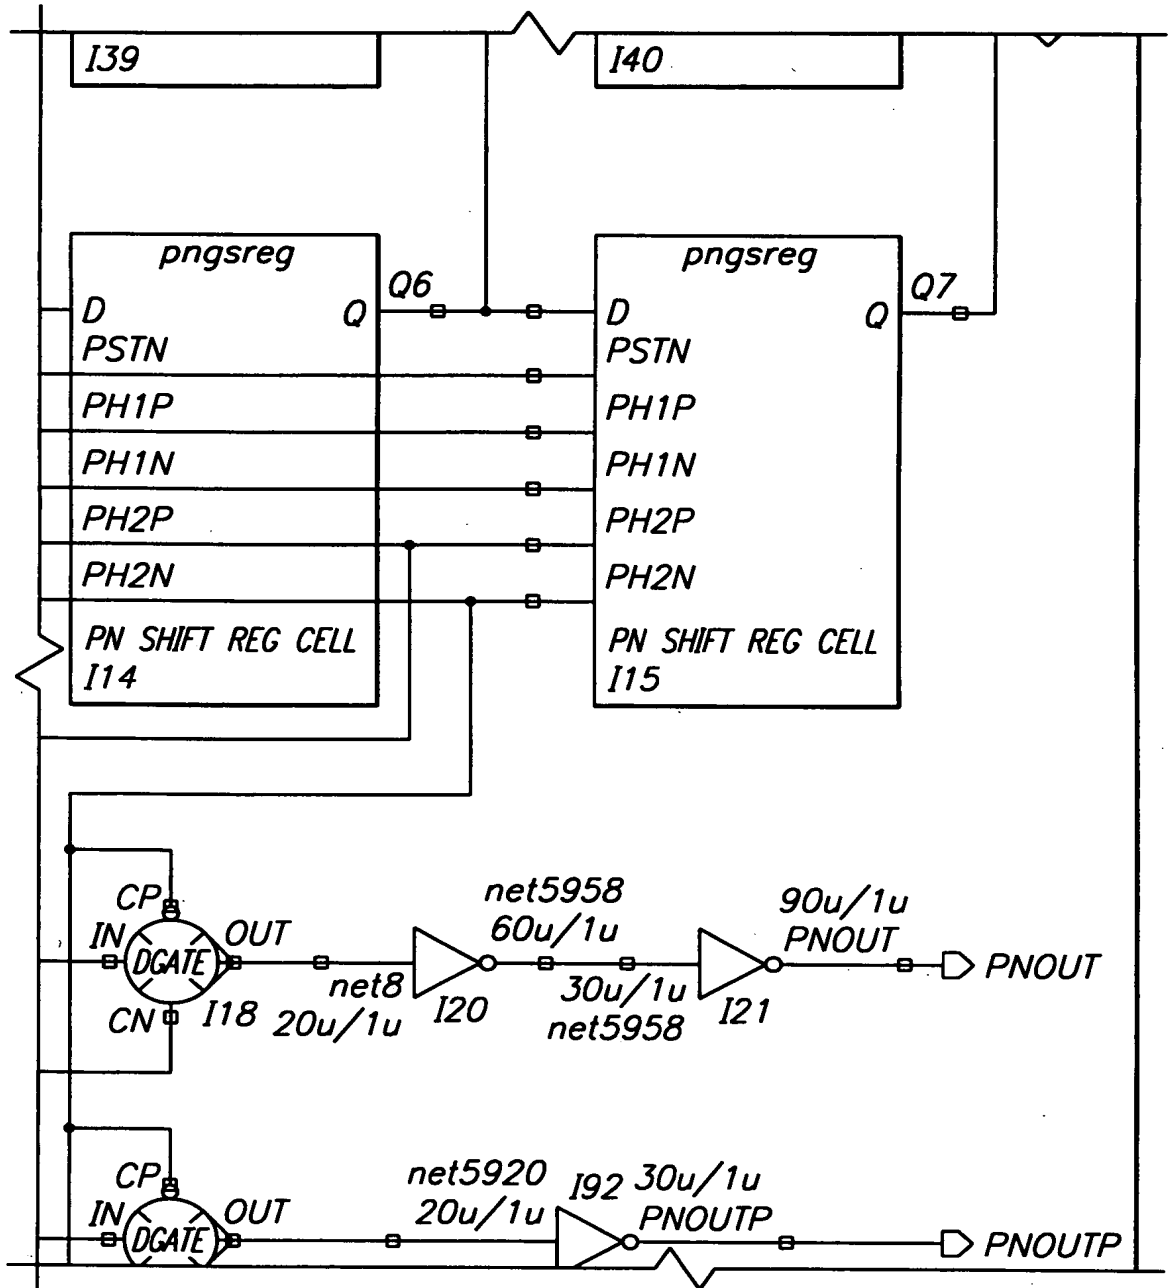 I39
I40
pngsreg
pngsreg
Q6
Q7
D
Q
D
Q
PSTN
PSTN
PH1P
PH1P
PH1N
PH1N
PH2P
PH2P
PH2N
PH2N
PN SHIFT REG CELL
PN SHIFT REG CELL
I14
I15
CP
net5958
90u/1u
IN
OUT
60u/1u
PNOUT
DGATE
PNOUT
net8
30u/1u
CN
I18
20u/1u
I20
net5958
I21
CP
net5920
I92
30u/1u
IN
OUT
20u/1u
PNOUTP
DGATE
PNOUTP